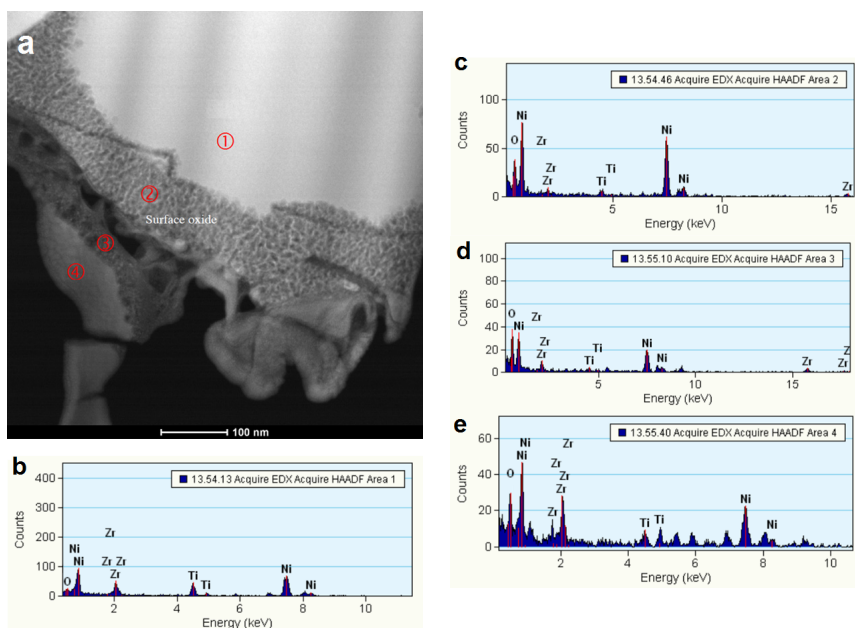 a
①
②
Surface oxide
③
④
100 nm
b
13.54.13 Acquire EDX Acquire HAADF Area 1
Counts
400
300
200
100
0
Zr
Ni
Ni
O
Zr Zr
Zr
Ti
Ti
Ni
Ni
2 4 6 8 10
Energy (keV)
c
13.54.46 Acquire EDX Acquire HAADF Area 2
Counts
100
50
0
Ni
O
Zr
Zr
Zr
Ti
Ti
Ni
Ni
Zr
5 10 15
Energy (keV)
d
13.55.10 Acquire EDX Acquire HAADF Area 3
Counts
100
80
60
40
20
0
O
Ni
Zr
Zr
Zr
Ti
Ti
Ni
Ni
Zr
Z
Zr
5 10 15
Energy (keV)
e
13.55.40 Acquire EDX Acquire HAADF Area 4
Counts
60
40
20
0
Ni
Ni
O
Zr
Zr
Zr
Zr
Zr
Ti
Ti
Ni
Ni
2 4 6 8 10
Energy (keV)